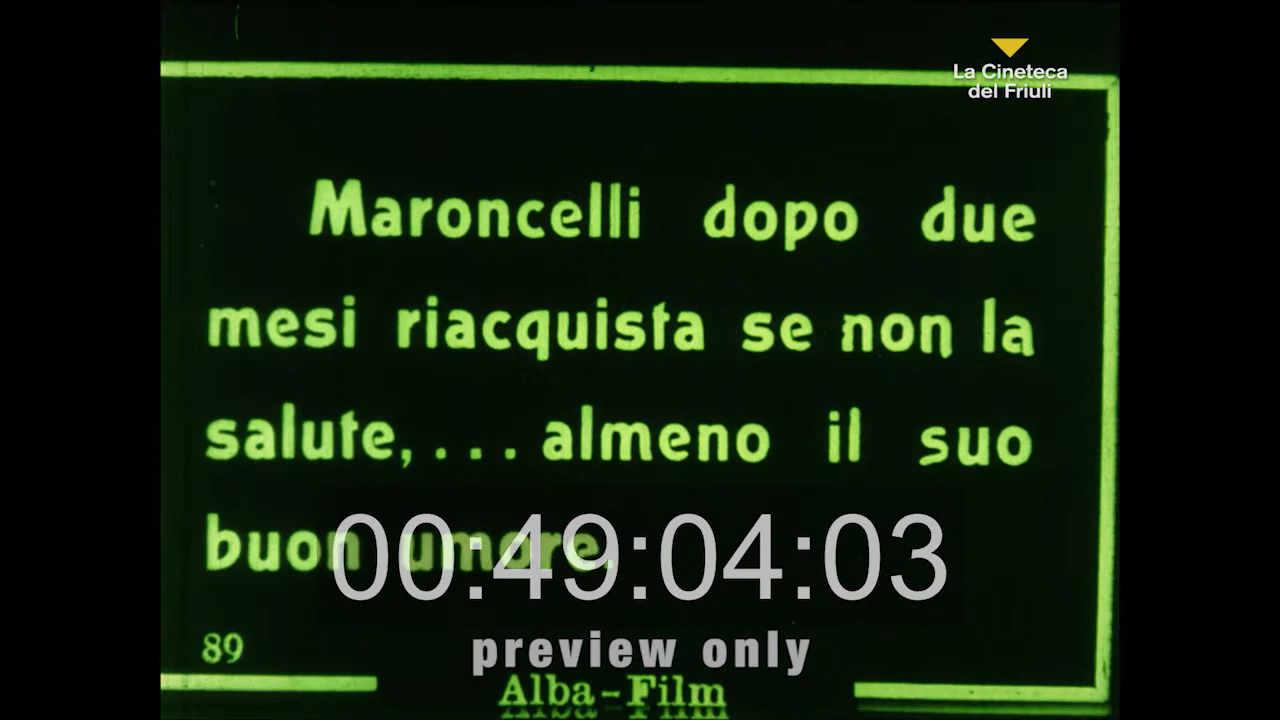 La Cineteca
del Friuli
Maroncelli dopo due
mesi riacquista se non la
salute,... almeno il suo
buon umore.
00:49:04:03
89
preview only
Alba-Film